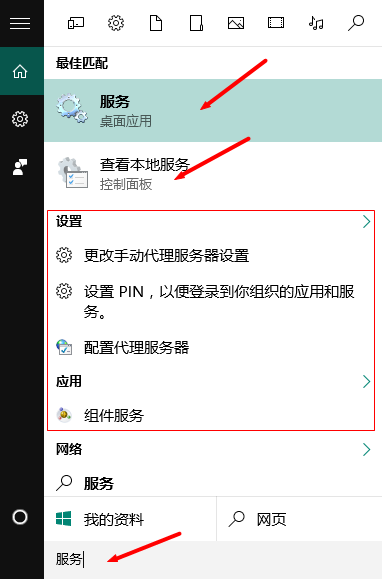 最佳匹配
服务
桌面应用
查看本地服务
控制面板
设置
更改手动代理服务器设置
设置 PIN，以便登录到你组织的应用和服
务。
配置代理服务器
应用
组件服务
网络
服务
我的资料
网页
服务